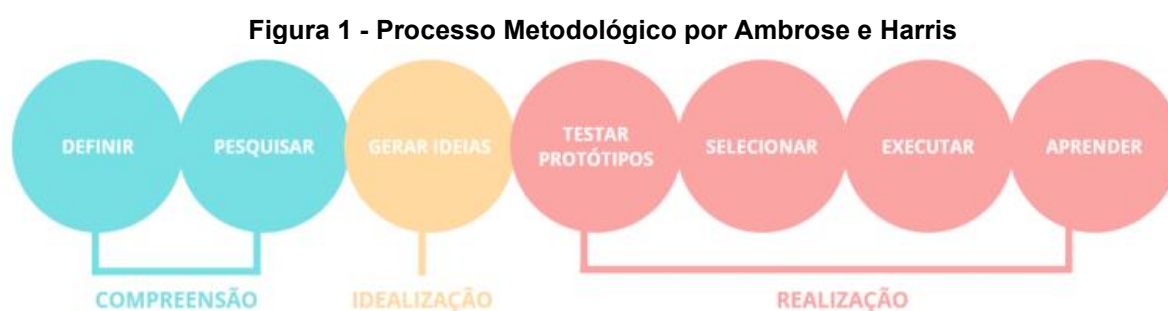 Figura 1 - Processo Metodológico por Ambrose e Harris
DEFINIR
PESQUISAR
GERAR IDEIAS
TESTAR
PROTÓTIPOS
SELECIONAR
EXECUTAR
APRENDER
COMPREENSÃO
IDEALIZAÇÃO
REALIZAÇÃO